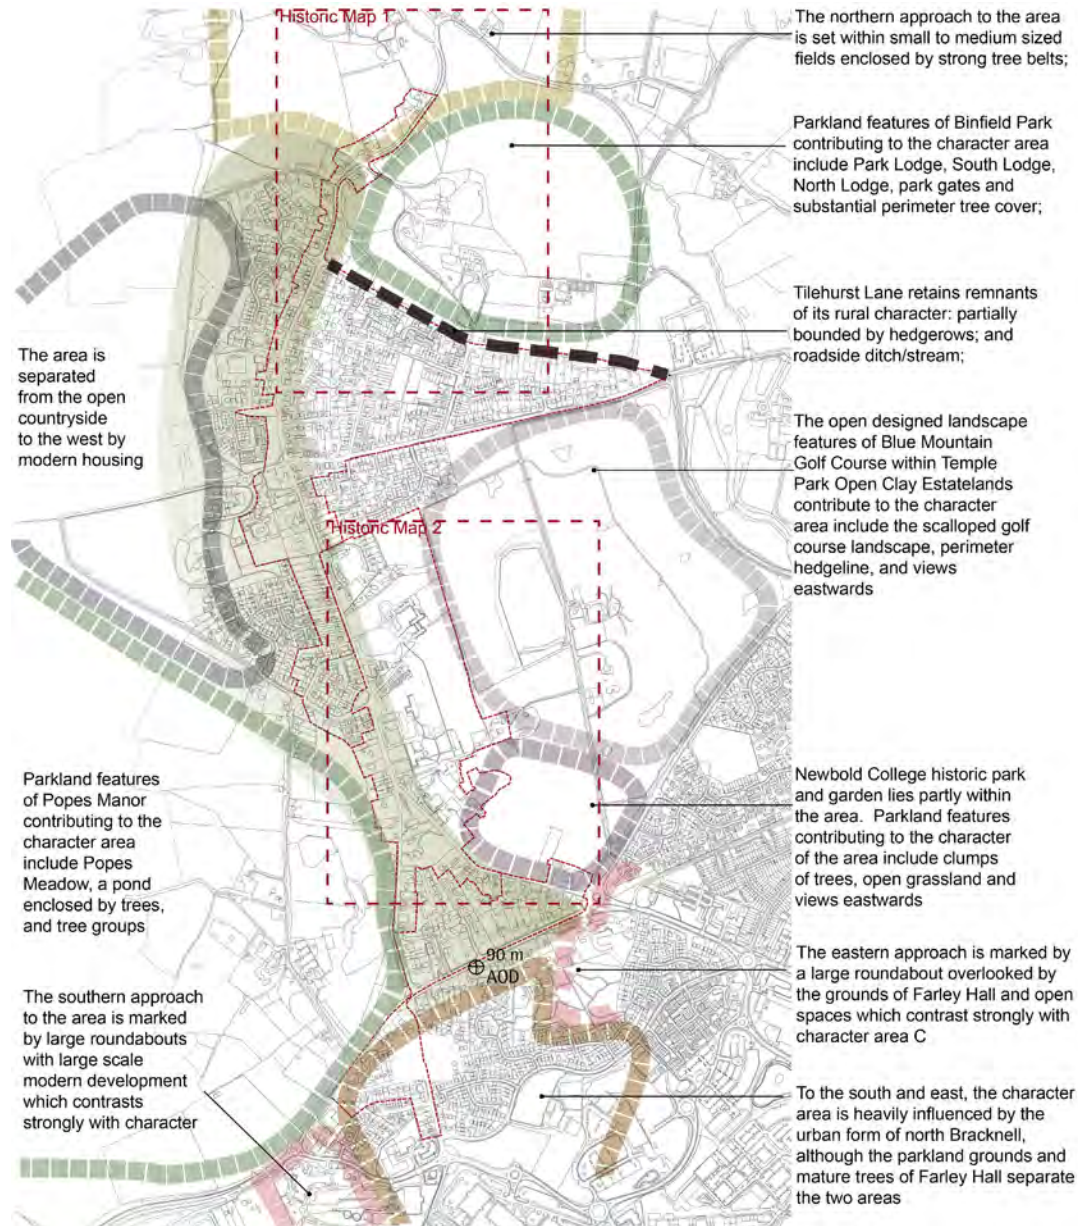 Historic Map 1
The northern approach to the area
is set within small to medium sized
fields enclosed by strong tree belts;
Parkland features of Binfield Park
contributing to the character area
include Park Lodge, South Lodge,
North Lodge, park gates and
substantial perimeter tree cover;
Tilehurst Lane retains remnants
of its rural character: partially
bounded by hedgerows; and
roadside ditch/stream;
The area is
separated
from the open
countryside
to the west by
modern housing
The open designed landscape
features of Blue Mountain
Golf Course within Temple
Park Open Clay Estatelands
contribute to the character
area include the scalloped golf
course landscape, perimeter
hedgeline, and views
eastwards
Historic Map 2
Parkland features
of Popes Manor
contributing to the
character area
include Popes
Meadow, a pond
enclosed by trees,
and tree groups
Newbold College historic park
and garden lies partly within
the area.  Parkland features
contributing to the character
of the area include clumps
of trees, open grassland and
views eastwards
90 m
AOD
The eastern approach is marked by
a large roundabout overlooked by
the grounds of Farley Hall and open
spaces which contrast strongly with
character area C
The southern approach
to the area is marked
by large roundabouts
with large scale
modern development
which contrasts
strongly with character
To the south and east, the character
area is heavily influenced by the
urban form of north Bracknell,
although the parkland grounds and
mature trees of Farley Hall separate
the two areas